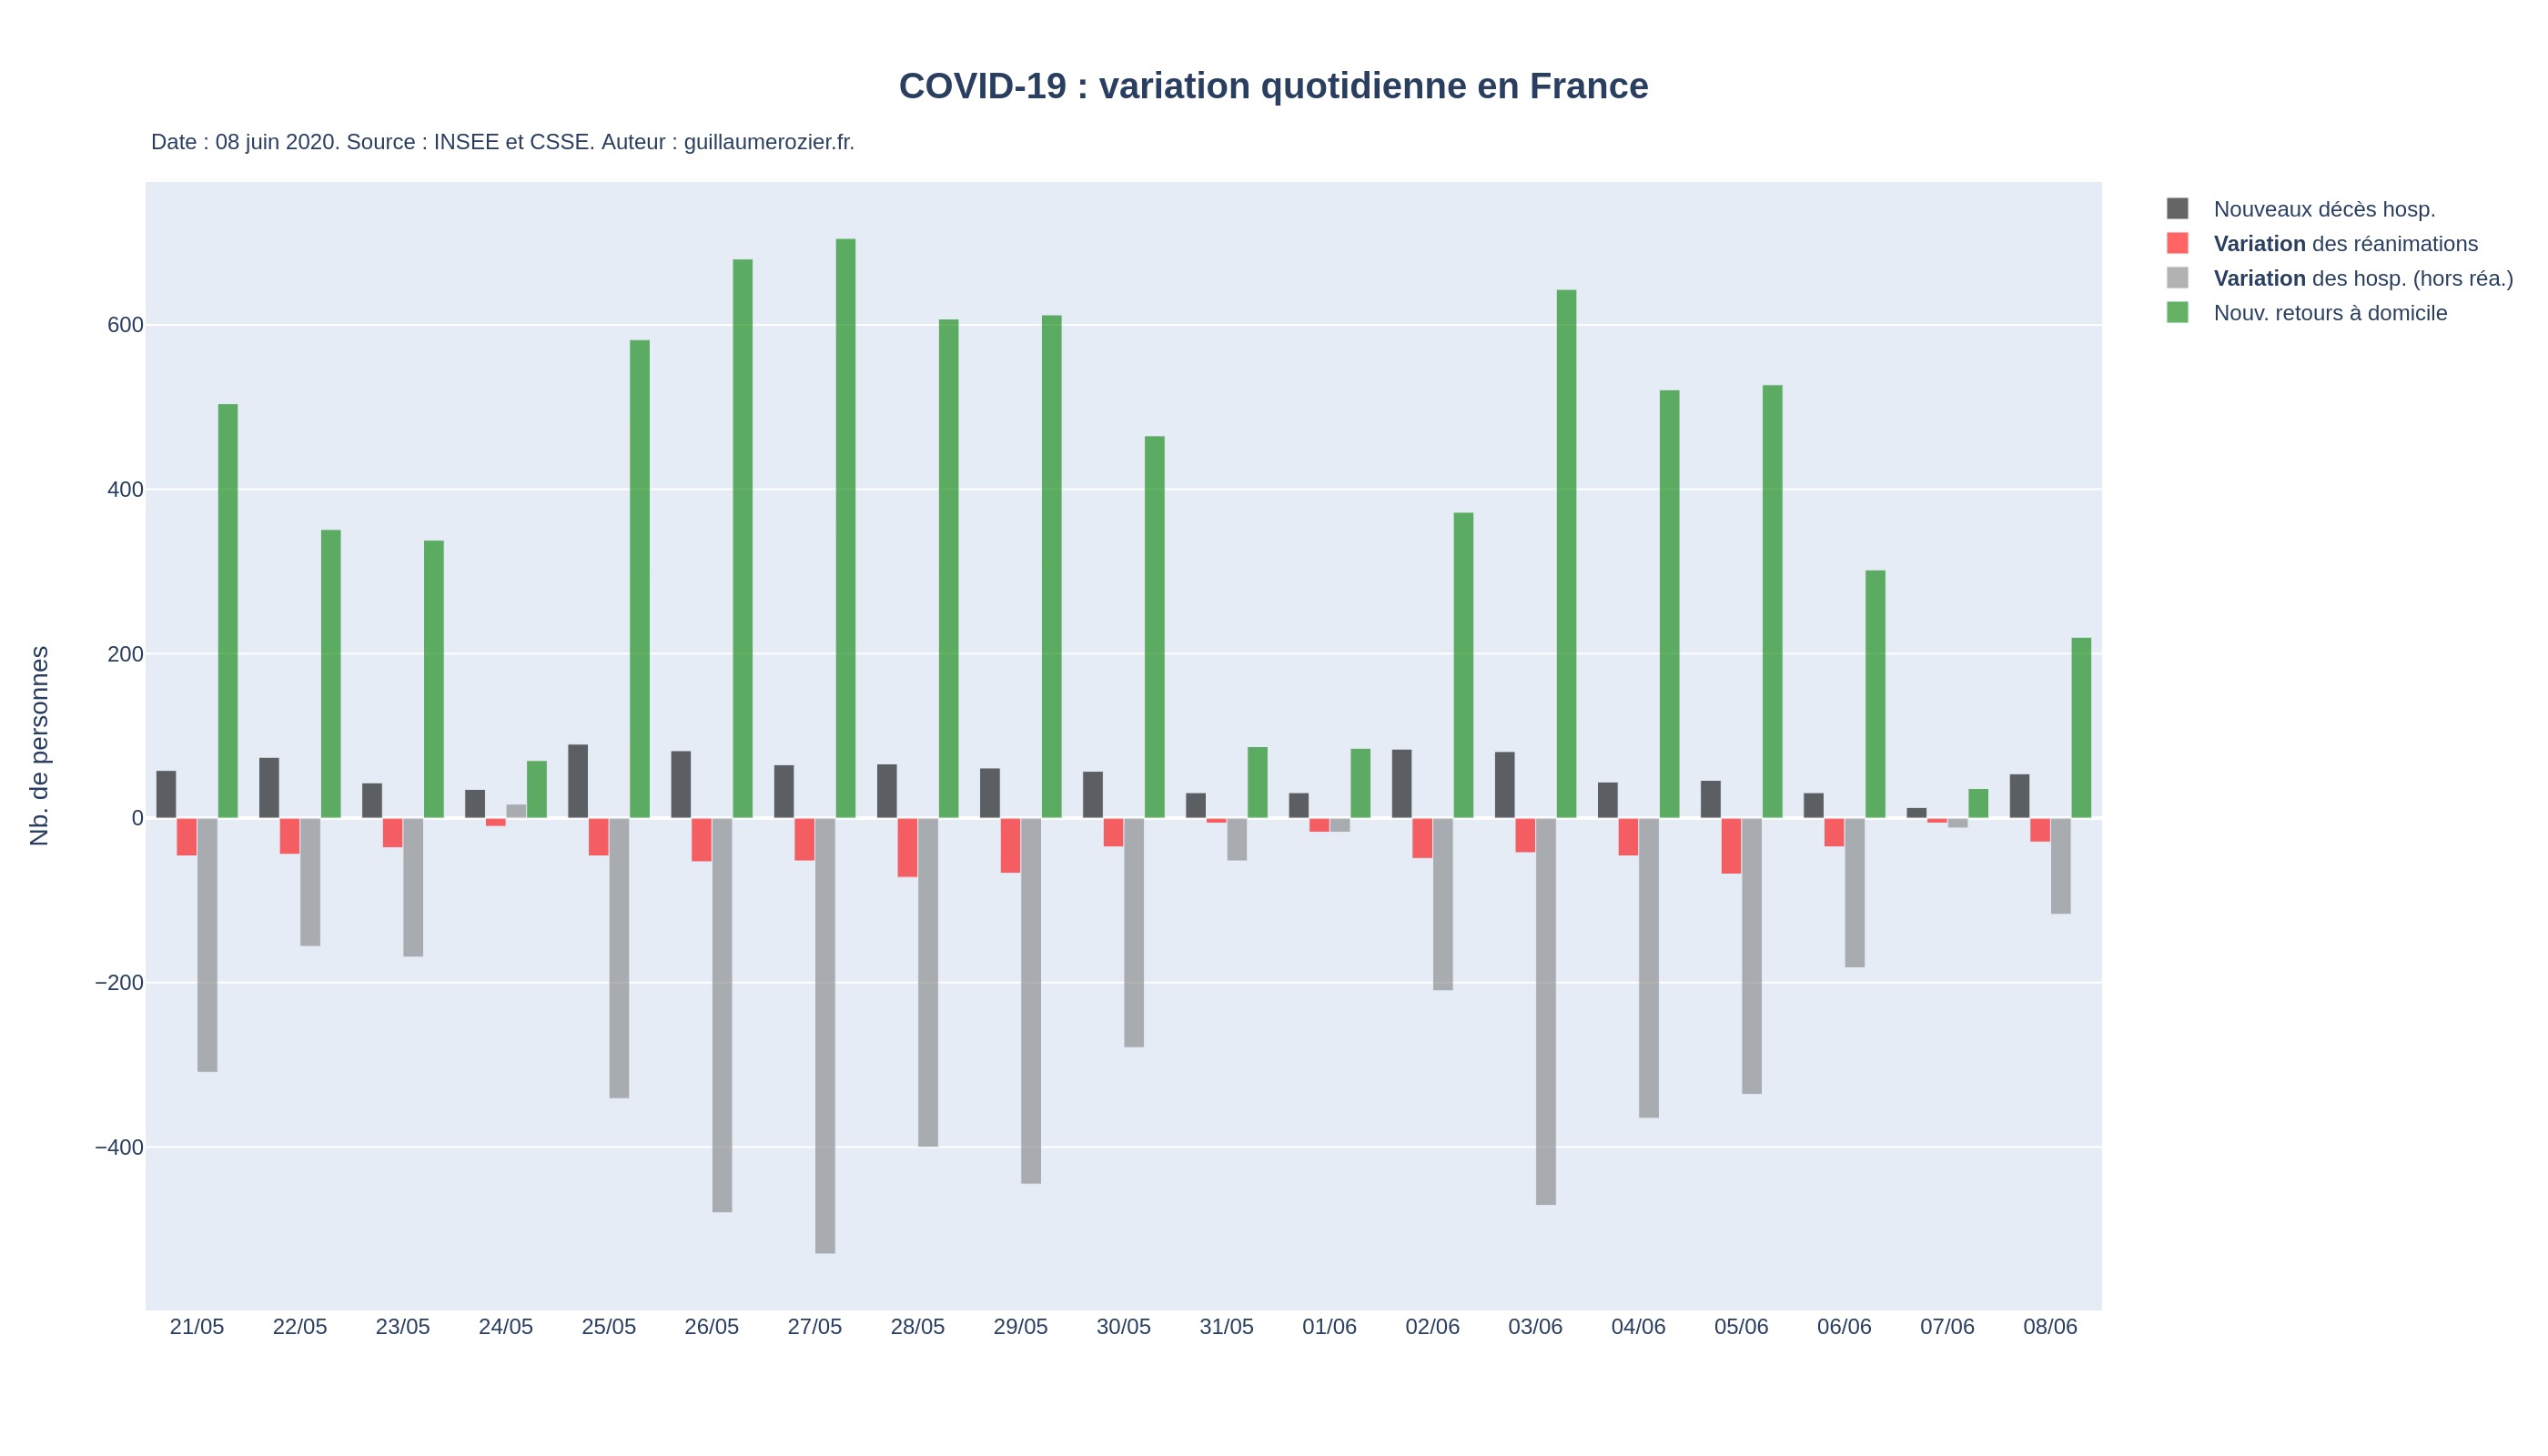 COVID-19 : variation quotidienne en France
Date : 08 juin 2020. Source : INSEE et CSSE. Auteur : guillaumerozier.fr.
Nouveaux décès hosp.
Variation des réanimations
Variation des hosp. (hors réa.)
Nouv. retours à domicile
Nb. de personnes
600
400
200
0
−200
−400
21/05 22/05 23/05 24/05 25/05 26/05 27/05 28/05 29/05 30/05 31/05 01/06 02/06 03/06 04/06 05/06 06/06 07/06 08/06